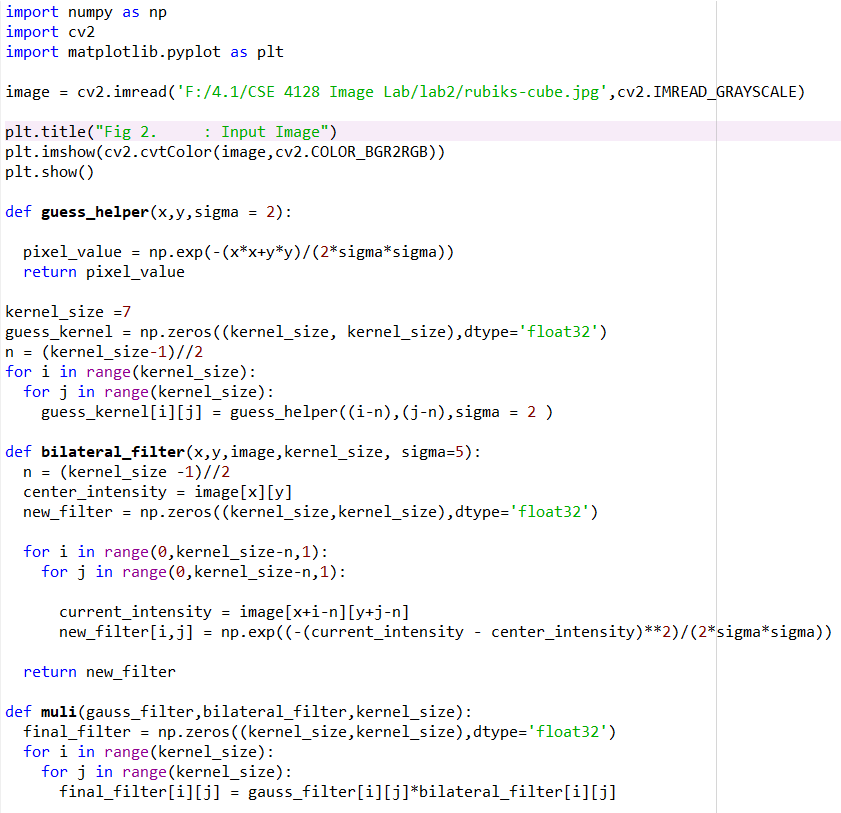 import numpy as np
import cv2
import matplotlib.pyplot as plt
image = cv2.imread('F:/4.1/CSE 4128 Image Lab/lab2/rubiks-cube.jpg',cv2.IMREAD_GRAYSCALE)
plt.title("Fig 2.     : Input Image")
plt.imshow(cv2.cvtColor(image,cv2.COLOR_BGR2RGB))
plt.show()
def guess_helper(x,y,sigma = 2):
  pixel_value = np.exp(-(x*x+y*y)/(2*sigma*sigma))
  return pixel_value
kernel_size =7
guess_kernel = np.zeros((kernel_size, kernel_size),dtype='float32')
n = (kernel_size-1)//2
for i in range(kernel_size):
  for j in range(kernel_size):
    guess_kernel[i][j] = guess_helper((i-n),(j-n),sigma = 2 )
def bilateral_filter(x,y,image,kernel_size, sigma=5):
  n = (kernel_size -1)//2
  center_intensity = image[x][y]
  new_filter = np.zeros((kernel_size,kernel_size),dtype='float32')
  for i in range(0,kernel_size-n,1):
    for j in range(0,kernel_size-n,1):
      current_intensity = image[x+i-n][y+j-n]
      new_filter[i,j] = np.exp((-(current_intensity - center_intensity)**2)/(2*sigma*sigma))
  return new_filter
def muli(gauss_filter,bilateral_filter,kernel_size):
  final_filter = np.zeros((kernel_size,kernel_size),dtype='float32')
  for i in range(kernel_size):
    for j in range(kernel_size):
      final_filter[i][j] = gauss_filter[i][j]*bilateral_filter[i][j]